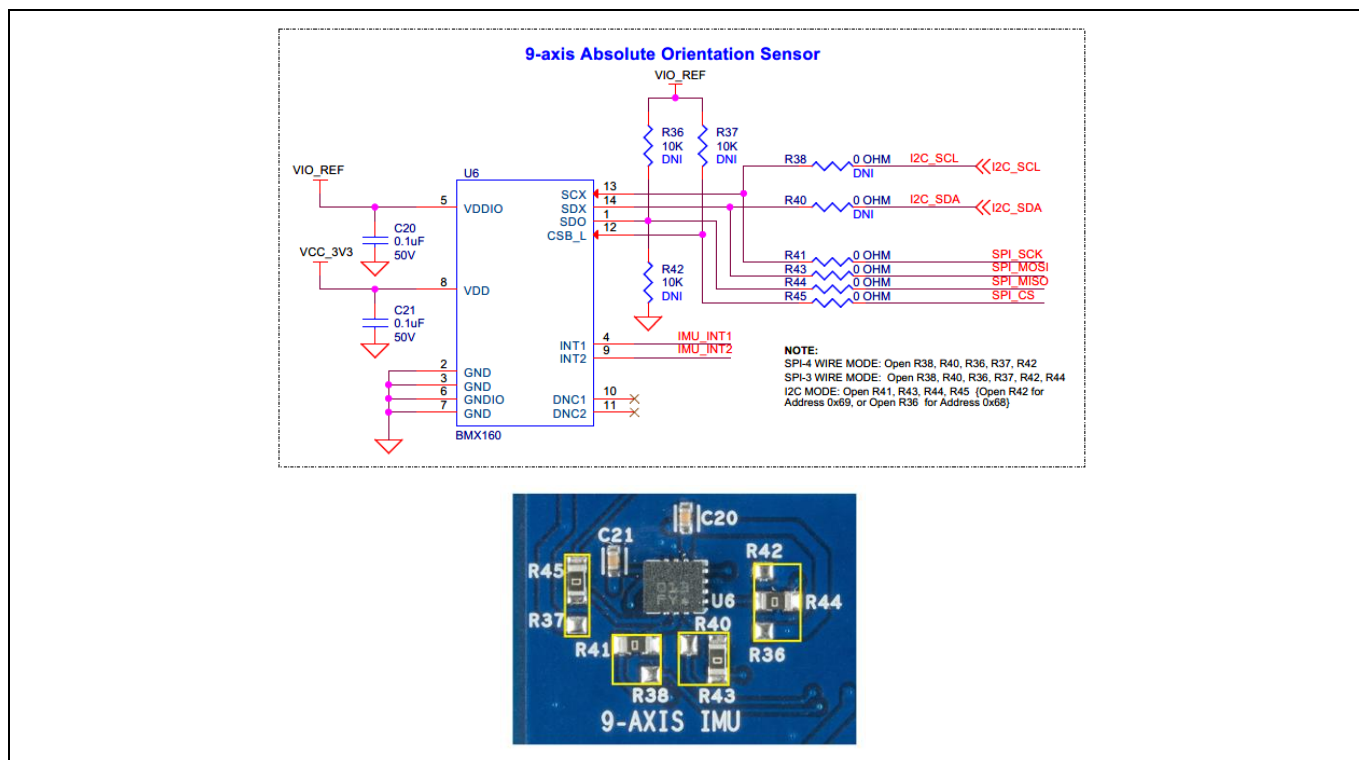 9-axis Absolute Orientation Sensor
VIO_REF
R36
10K
DNI
R37
10K
DNI
VIO_REF
C20
0.1uF
50V
VCC_3V3
C21
0.1uF
50V
U6
5 VDDIO
8 VDD
2 GND
3 GND
6 GNDIO
7 GND
SCX 13
SDX 14
SDO 1
CSB_L 12
INT1 4
INT2 9
DNC1 10
DNC2 11
BMX160
R42
10K
DNI
IMU_INT1
IMU_INT2
R38 0 OHM I2C_SCL I2C_SCL
DNI
R40 0 OHM I2C_SDA I2C_SDA
DNI
R41 0 OHM SPI_SCK
R43 0 OHM SPI_MOSI
R44 0 OHM SPI_MISO
R45 0 OHM SPI_CS
NOTE:
SPI-4 WIRE MODE: Open R38, R40, R36, R37, R42
SPI-3 WIRE MODE: Open R38, R40, R36, R37, R42, R44
I2C MODE: Open R41, R43, R44, R45 {Open R42 for
Address 0x69, or Open R36 for Address 0x68}
C20
C21
R42
R45
U6
R44
R37
R40
R41
R36
R38
R43
9-AXIS IMU